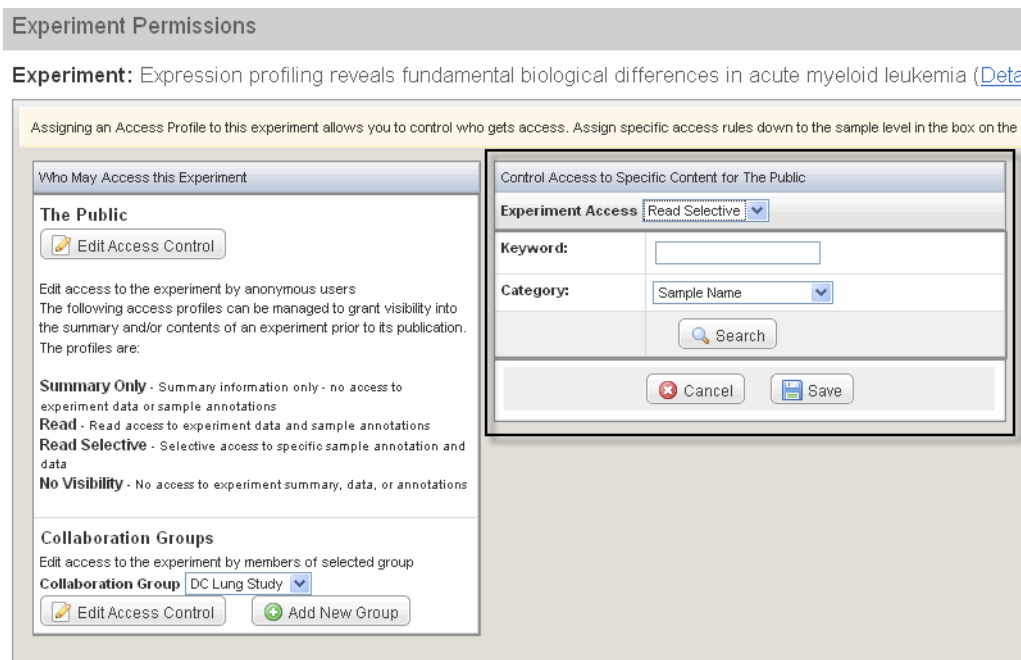 Experiment Permissions
Experiment: Expression profiling reveals fundamental biological differences in acute myeloid leukemia (
Assigning an Access Profile to this experiment allows you to control who gets access. Assign specific access rules down to the sample level in the box on the
Who May Access this Experiment
The Public
Edit Access Control
Edit access to the experiment by anonymous users
The following access profiles can be managed to grant visibility into
the summary and/or contents of an experiment prior to its publication.
The profiles are:
Summary Only - Summary information only - no access to
experiment data or sample annotations
Read - Read access to experiment data and sample annotations
Read Selective - Selective access to specific sample annotation and
data
No Visibility - No access to experiment summary, data, or annotations
Collaboration Groups
Edit access to the experiment by members of selected group
Collaboration Group DC Lung Study
Edit Access Control Add New Group
Control Access to Specific Content for The Public
Experiment Access Read Selective
Keyword:
Category: Sample Name
Search
Cancel Save